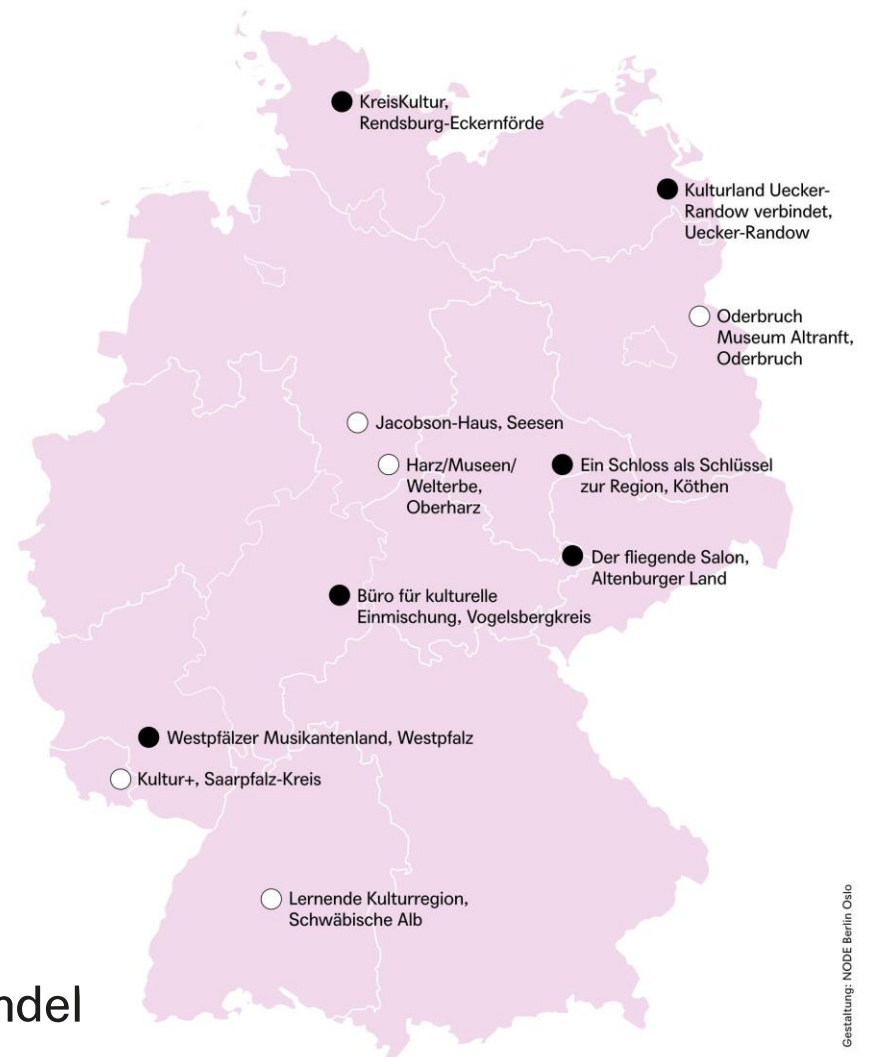 KreisKultur,
Rendsburg-Eckernförde
Kulturland Uecker-
Randow verbindet,
Uecker-Randow
Oderbruch
Museum Altranft,
Oderbruch
Jacobson-Haus, Seesen
Harz/Museen/
Welterbe,
Oberharz
Ein Schloss als Schlüssel
zur Region, Köthen
Der fliegende Salon,
Altenburger Land
Büro für kulturelle
Einmischung, Vogelsbergkreis
Westpfälzer Musikantenland, Westpfalz
Kultur+, Saarpfalz-Kreis
Lernende Kulturregion,
Schwäbische Alb
ndel
Gestaltung: NODE Berlin Oslo